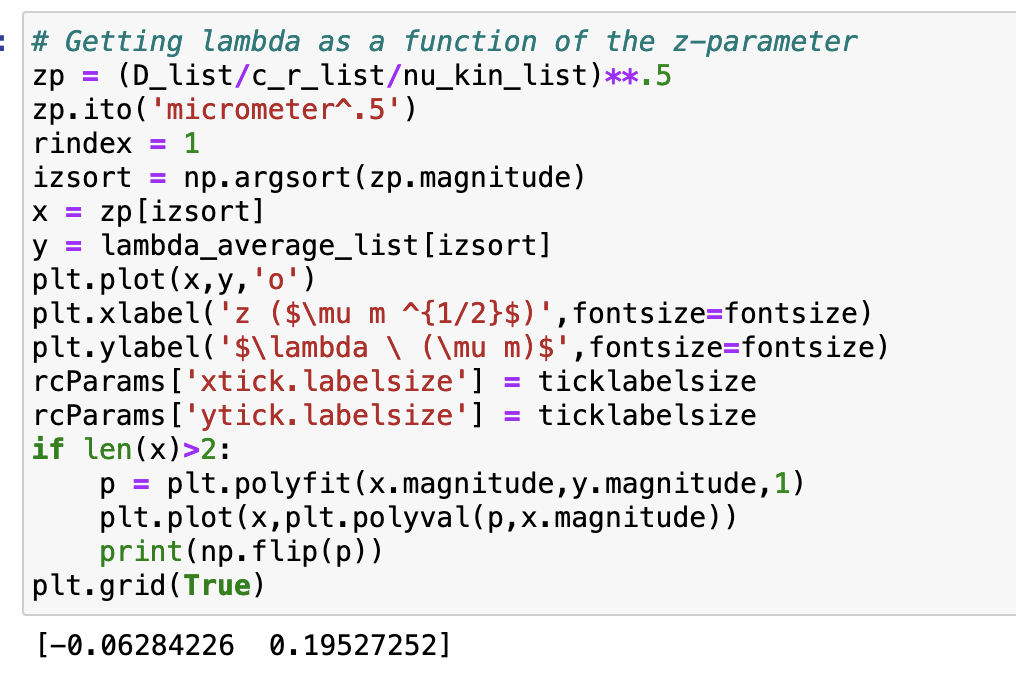 :
# Getting lambda as a function of the z-parameter
zp = (D_list/c_r_list/nu_kin_list)**.5
zp.ito('micrometer^.5')
rindex = 1
izsort = np.argsort(zp.magnitude)
x = zp[izsort]
y = lambda_average_list[izsort]
plt.plot(x,y,'o')
plt.xlabel('z ($\mu m ^{1/2}$)',fontsize=fontsize)
plt.ylabel('$\lambda \ (\mu m)$',fontsize=fontsize)
rcParams['xtick.labelsize'] = ticklabelsize
rcParams['ytick.labelsize'] = ticklabelsize
if len(x)>2:
    p = plt.polyfit(x.magnitude,y.magnitude,1)
    plt.plot(x,plt.polyval(p,x.magnitude))
    print(np.flip(p))
plt.grid(True)
[-0.06284226  0.19527252]